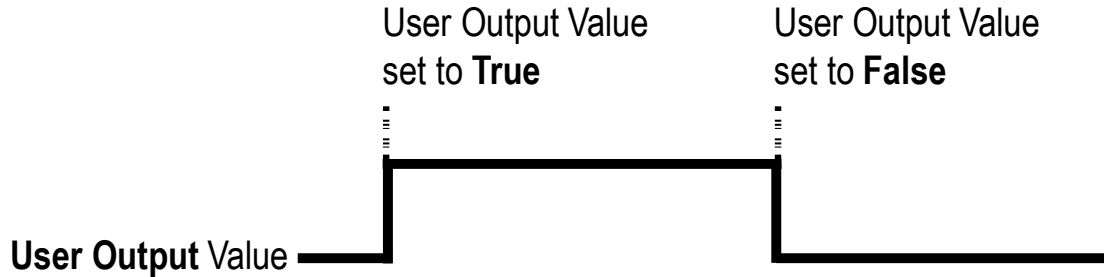 User Output Value
set to True
User Output Value
set to False
User Output Value